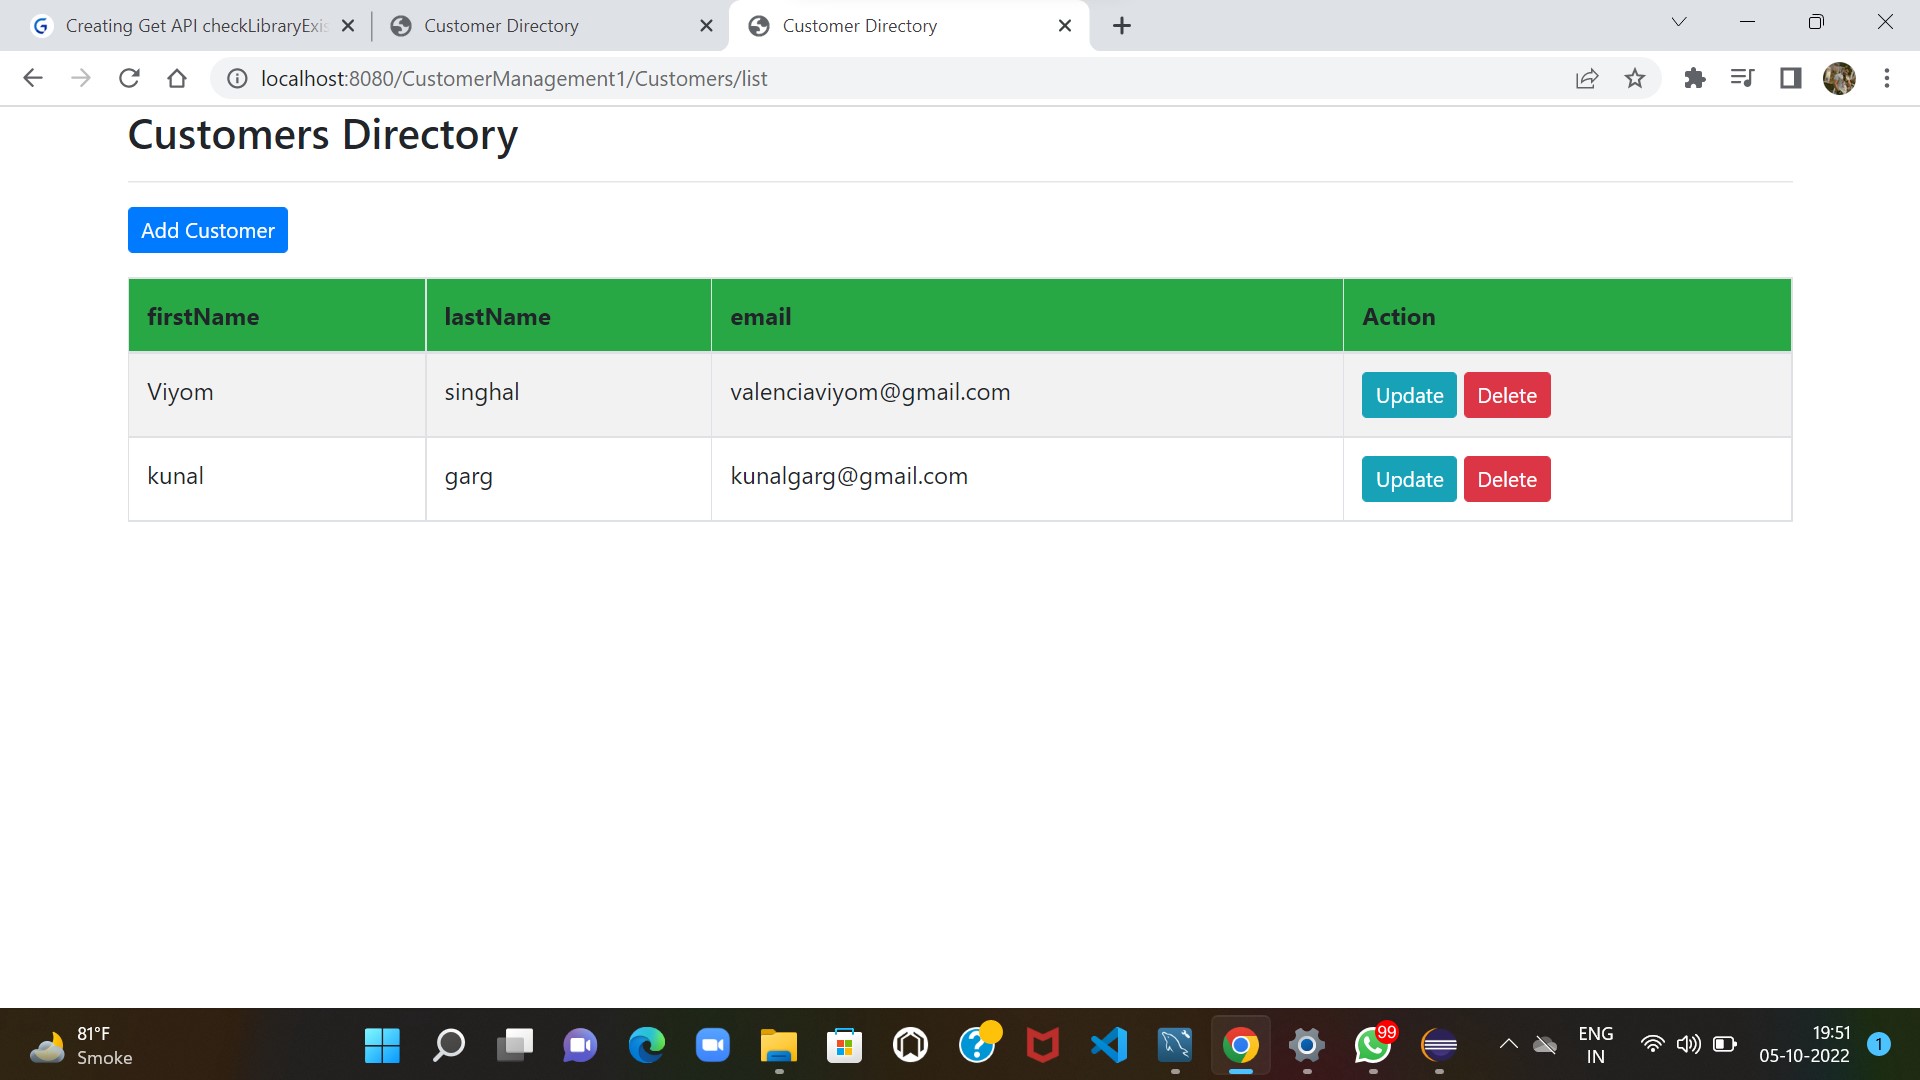 Creating Get API checkLibraryExis
Customer Directory
Customer Directory
localhost:8080/CustomerManagement1/Customers/list
Customers Directory
Add Customer
firstName lastName email Action
Viyom singhal valenciaviyom@gmail.com Update Delete
kunal garg kunalgarg@gmail.com Update Delete
81°F
Smoke
99
ENG
IN
19:51
05-10-2022
1